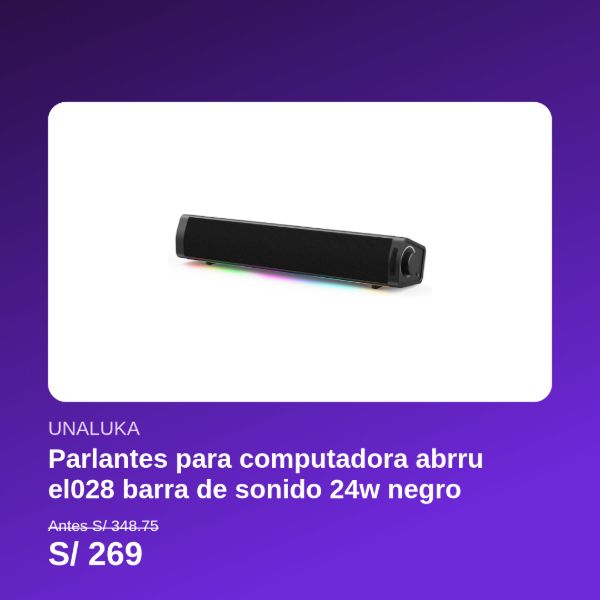 UNALUKA
Parlantes para computadora abrru
el028 barra de sonido 24w negro
Antes S/ 348.75
S/ 269